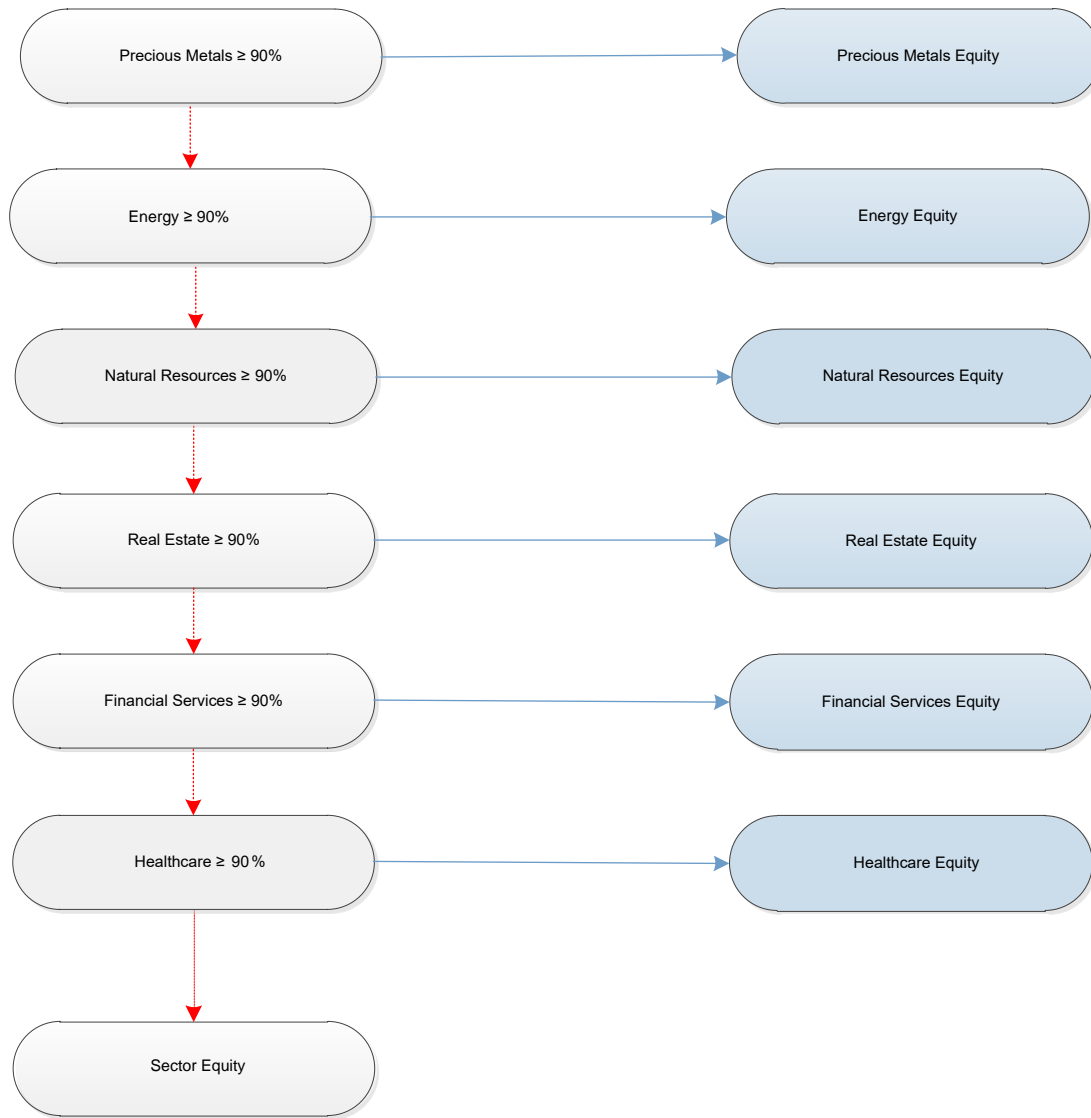 Precious Metals ≥ 90%
Precious Metals Equity
Energy ≥ 90%
Energy Equity
Natural Resources ≥ 90%
Natural Resources Equity
Real Estate ≥ 90%
Real Estate Equity
Financial Services ≥ 90%
Financial Services Equity
Healthcare ≥ 90%
Healthcare Equity
Sector Equity